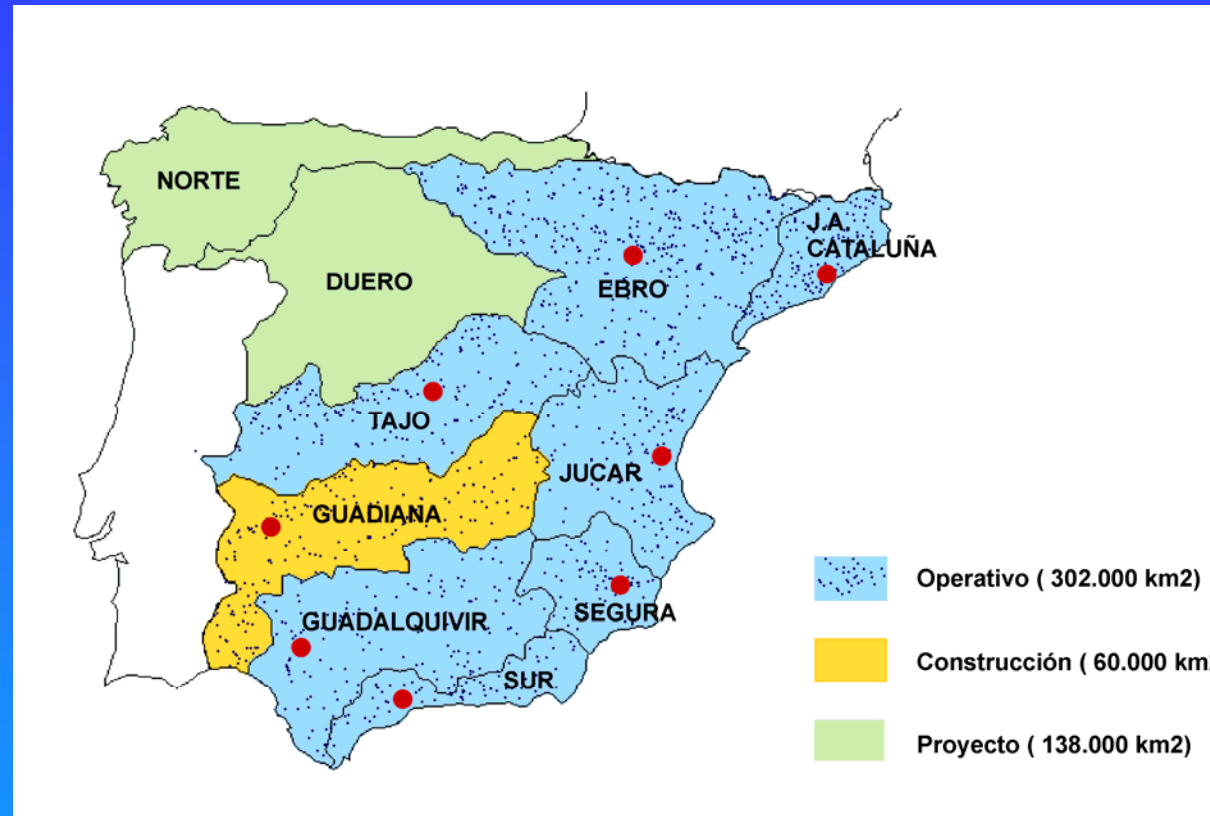 NORTE
J.A.
CATALUÑA
DUERO
EBRO
TAJO
JUCAR
GUADIANA
Operativo ( 302.000 km2)
SEGURA
GUADALQUIVIR
Construcción ( 60.000 km2
SUR
Proyecto ( 138.000 km2)